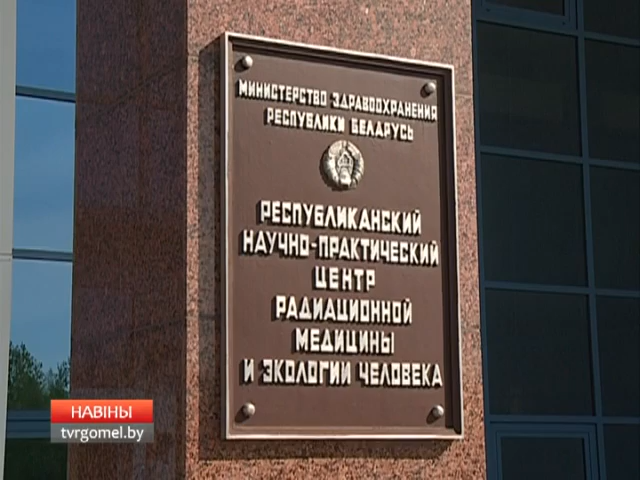 МИНИСТЕРСТВО ЗДРАВООХРАНЕНИЯ
РЕСПУБЛИКИ БЕЛАРУСЬ
РЕСПУБЛИКАНСКИЙ
НАУЧНО-ПРАКТИЧЕСКИЙ
ЦЕНТР
РАДИАЦИОННОЙ
МЕДИЦИНЫ
И ЭКОЛОГИИ ЧЕЛОВЕКА
НАВІНЫ
tvrgomel.by